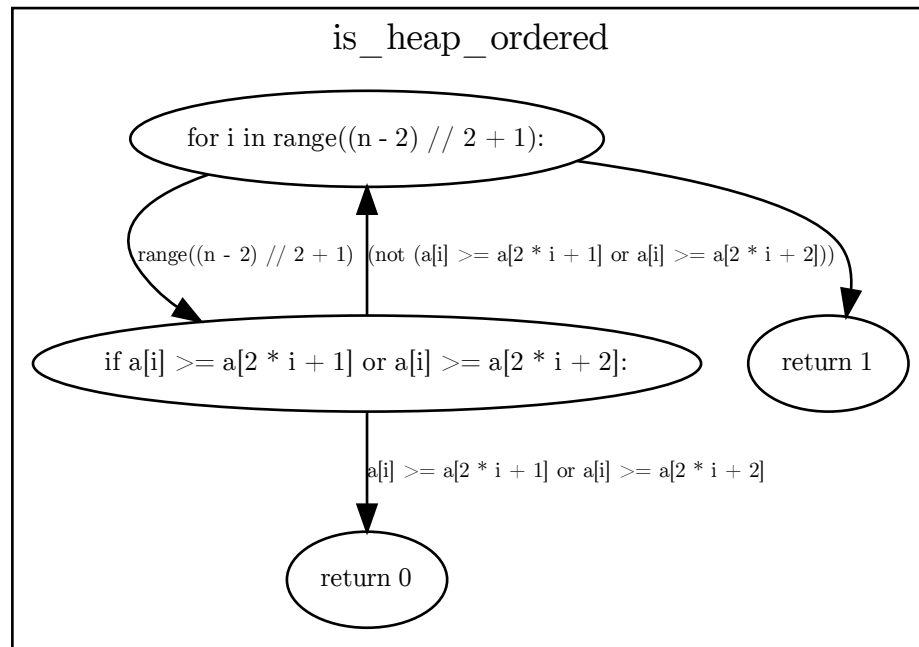 is_heap_ordered
for i in range((n - 2) // 2 + 1):
range((n - 2) // 2 + 1)
(not (a[i] >= a[2 * i + 1] or a[i] >= a[2 * i + 2]))
if a[i] >= a[2 * i + 1] or a[i] >= a[2 * i + 2]:
return 1
a[i] >= a[2 * i + 1] or a[i] >= a[2 * i + 2]
return 0